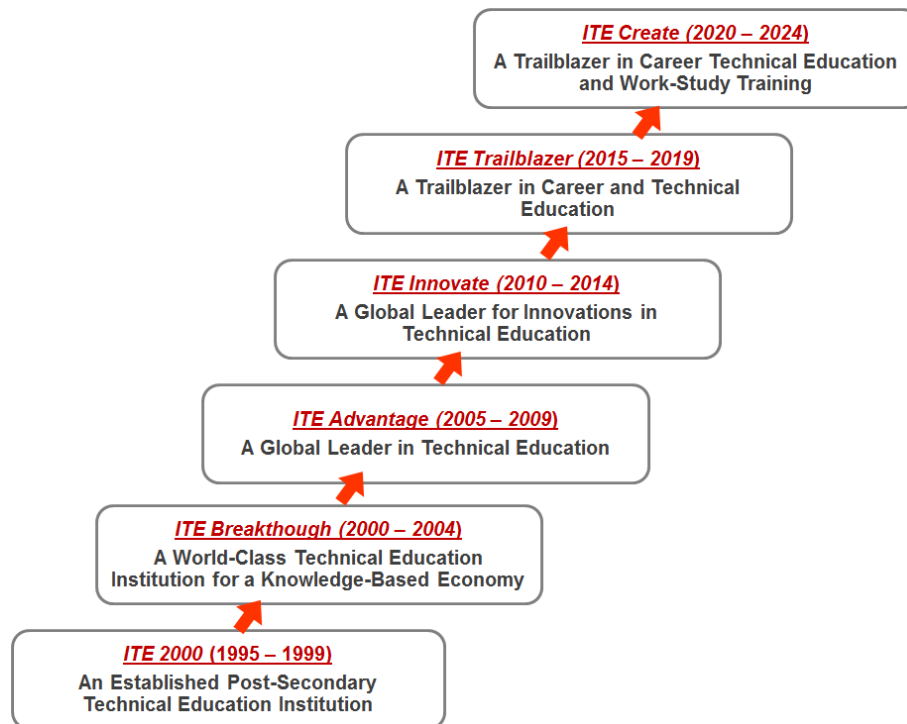 ITE Create (2020 – 2024)
A Trailblazer in Career Technical Education
and Work-Study Training
ITE Trailblazer (2015 – 2019)
A Trailblazer in Career and Technical
Education
ITE Innovate (2010 – 2014)
A Global Leader for Innovations in
Technical Education
ITE Advantage (2005 – 2009)
A Global Leader in Technical Education
ITE Breakthough (2000 – 2004)
A World-Class Technical Education
Institution for a Knowledge-Based Economy
ITE 2000 (1995 – 1999)
An Established Post-Secondary
Technical Education Institution